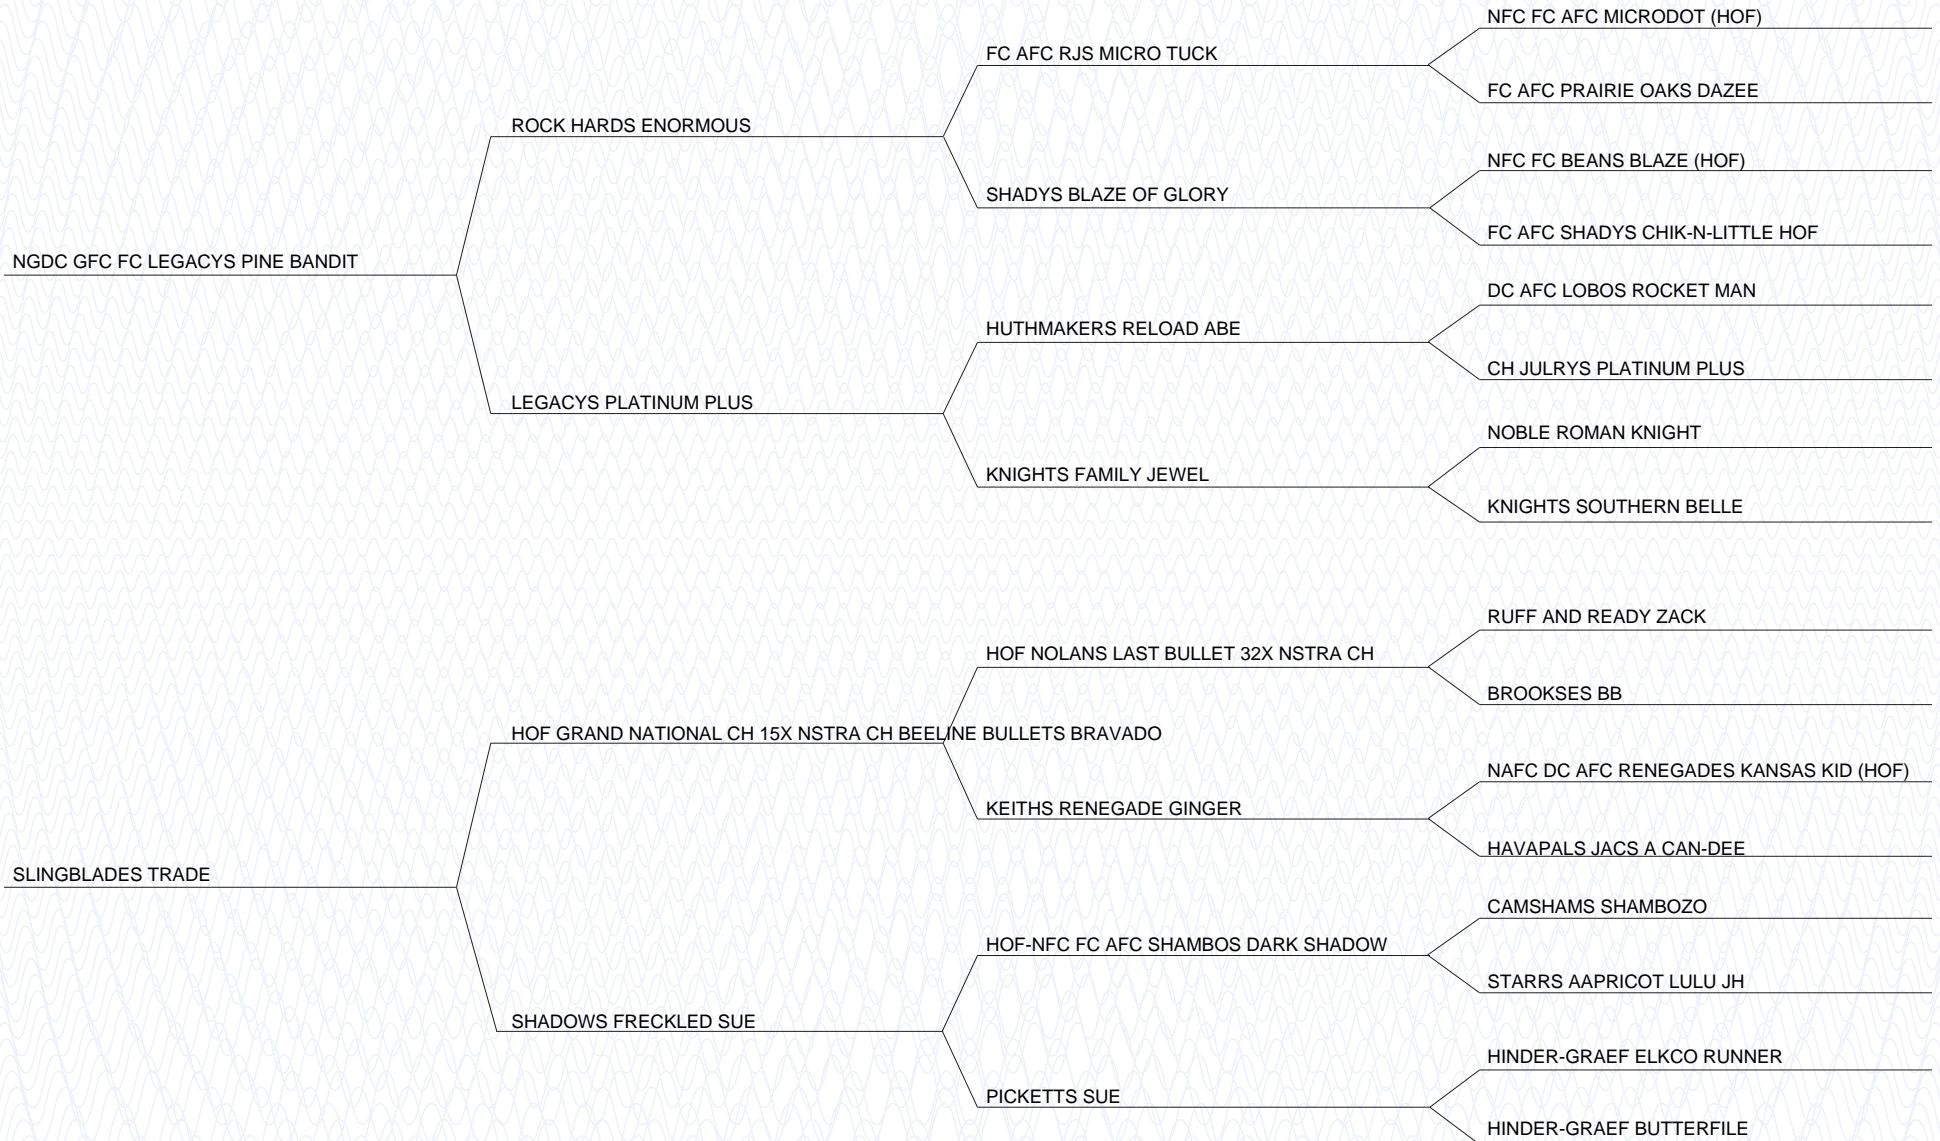 NFC FC AFC MICRODOT (HOF)
FC AFC RJS MICRO TUCK
FC AFC PRAIRIE OAKS DAZEE
ROCK HARDS ENORMOUS
NFC FC BEANS BLAZE (HOF)
SHADYS BLAZE OF GLORY
FC AFC SHADYS CHIK-N-LITTLE HOF
NGDC GFC FC LEGACYS PINE BANDIT
DC AFC LOBOS ROCKET MAN
HUTHMAKERS RELOAD ABE
CH JULRYS PLATINUM PLUS
LEGACYS PLATINUM PLUS
NOBLE ROMAN KNIGHT
KNIGHTS FAMILY JEWEL
KNIGHTS SOUTHERN BELLE
RUFF AND READY ZACK
HOF NOLANS LAST BULLET 32X NSTRA CH
BROOKSES BB
HOF GRAND NATIONAL CH 15X NSTRA CH BEELINE BULLETS BRAVADO
NAFC DC AFC RENEGADES KANSAS KID (HOF)
KEITHS RENEGADE GINGER
HAVAPALS JACS A CAN-DEE
SLINGBLADES TRADE
CAMSHAMS SHAMBOZO
HOF-NFC FC AFC SHAMBOS DARK SHADOW
STARRS AAPRICOT LULU JH
SHADOWS FRECKLED SUE
HINDER-GRAEF ELKCO RUNNER
PICKETTS SUE
HINDER-GRAEF BUTTERFILE